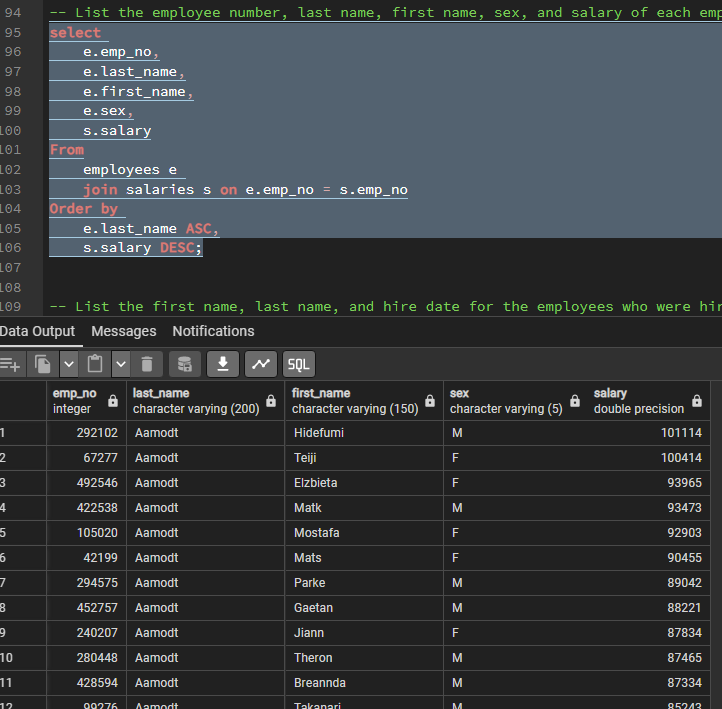 94 -- List the employee number, last name, first name, sex, and salary of each emp
95 select
96 e.emp_no,
97 e.last_name,
98 e.first_name,
99 e.sex,
100 s.salary
101 From
102 employees e
103 join salaries s on e.emp_no = s.emp_no
104 Order by
105 e.last_name ASC,
106 s.salary DESC;
107
108
109 -- List the first name, last name, and hire date for the employees who were hir
Data Output Messages Notifications
SQL
emp_no last_name first_name sex salary
integer character varying (200) character varying (150) character varying (5) double precision
1 292102 Aamodt Hidefumi M 101114
2 67277 Aamodt Teiji F 100414
3 492546 Aamodt Elzbieta F 93965
4 422538 Aamodt Matk M 93473
5 105020 Aamodt Mostafa F 92903
6 42199 Aamodt Mats F 90455
7 294575 Aamodt Parke M 89042
8 452757 Aamodt Gaetan M 88221
9 240207 Aamodt Jiann F 87834
10 280448 Aamodt Theron M 87465
11 428594 Aamodt Breannda M 87334
12 99276 Aamodt Takanari M 85243